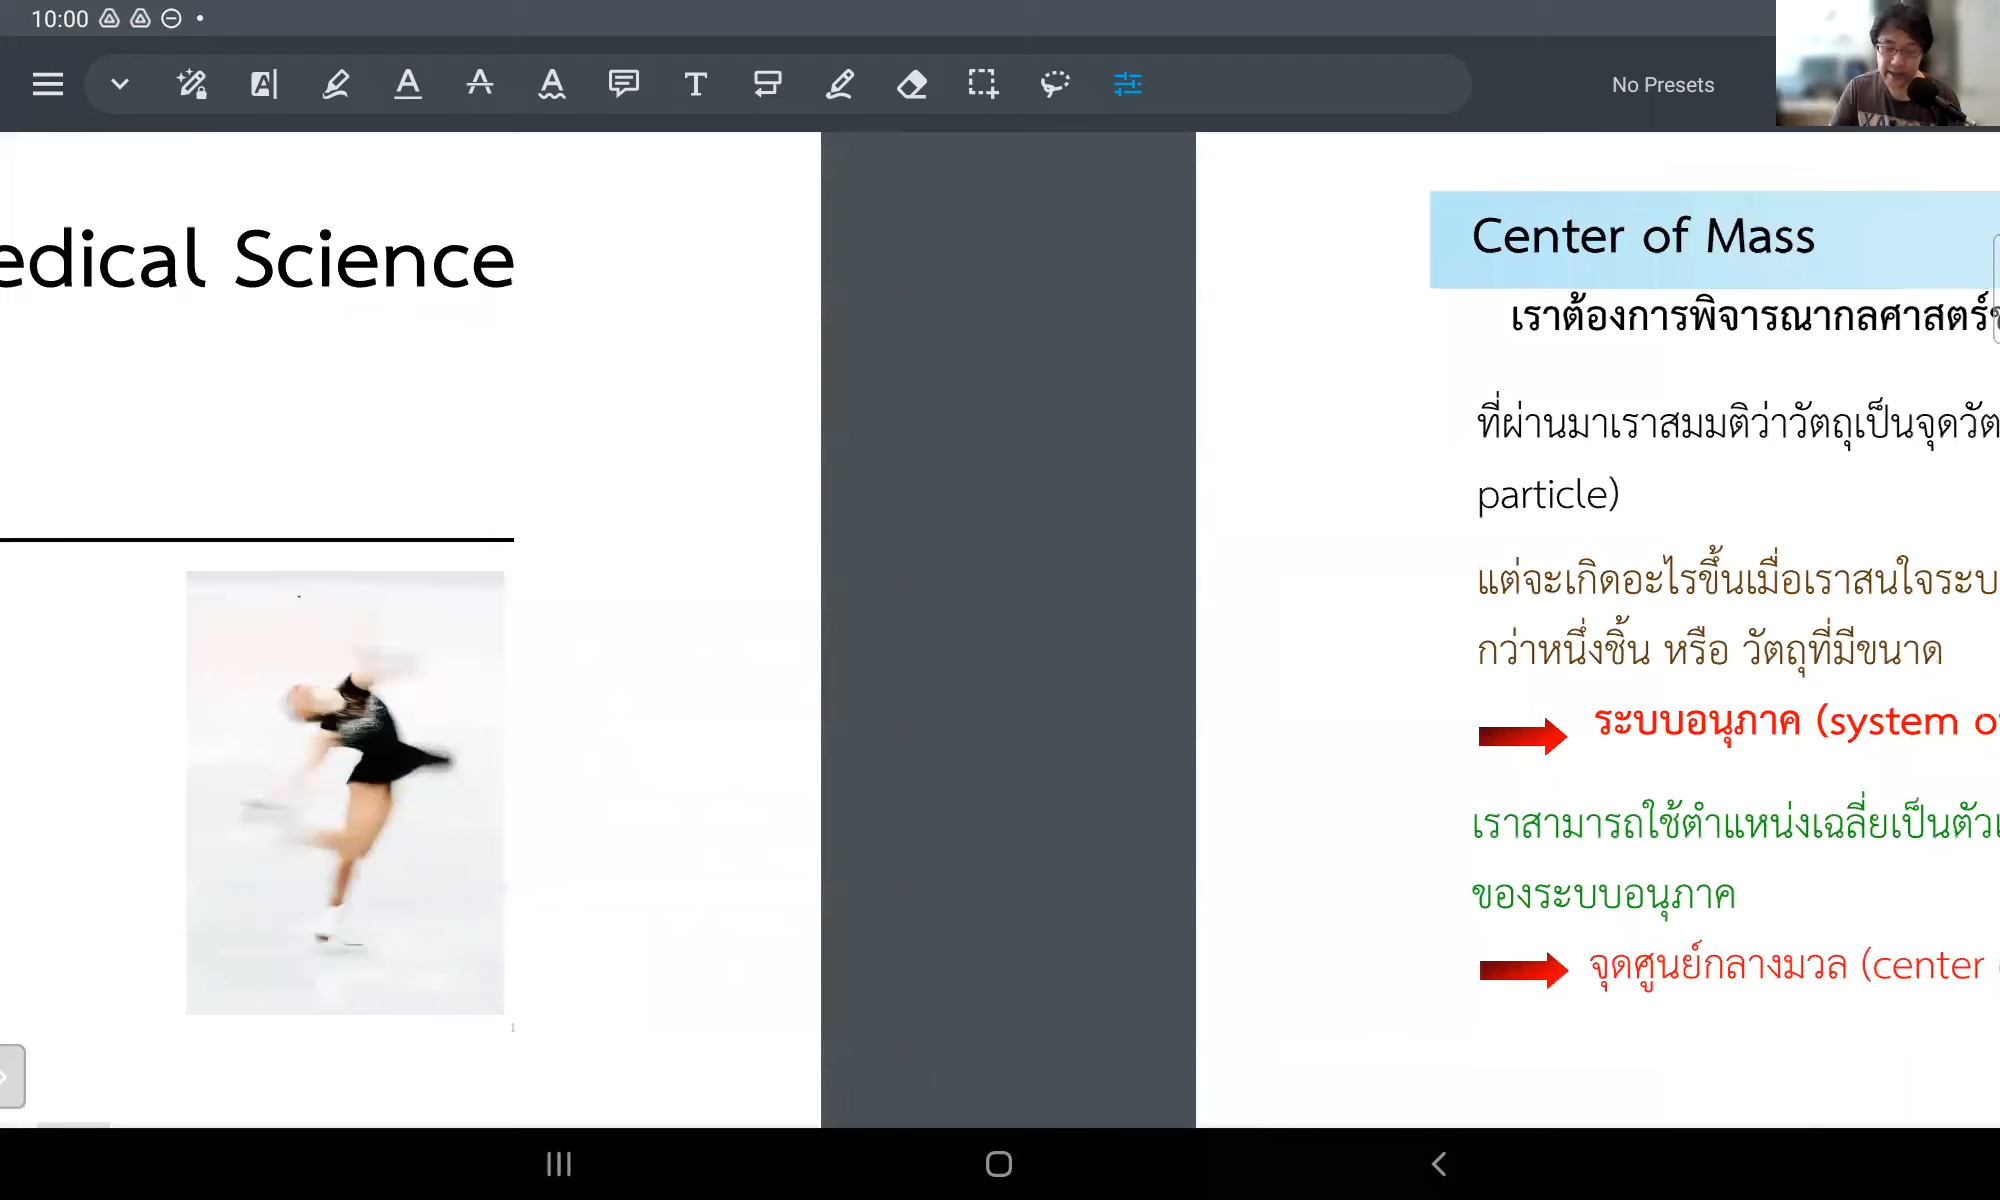 10:00
No Presets
edical Science
1
Center of Mass
เราต้องการพิจารณากลศาสตร์
ที่ผ่านมาเราสมมติว่าวัตถุเป็นจุดวัต
particle)
แต่จะเกิดอะไรขึ้นเมื่อเราสนใจระบ
กว่าหนึ่งชิ้น หรือ วัตถุที่มีขนาด
ระบบอนุภาค (system o
เราสามารถใช้ตำแหน่งเฉลี่ยเป็นตัว
ของระบบอนุภาค
จุดศูนย์กลางมวล (center